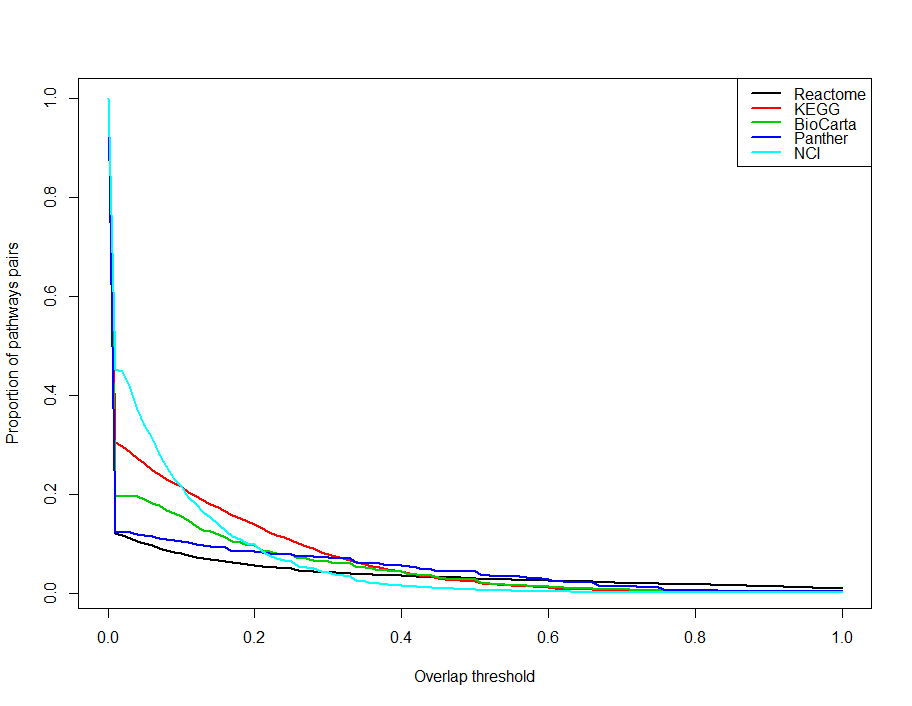 Reactome
KEGG
BioCarta
Panther
NCI
Proportion of pathways pairs
1.0
0.8
0.6
0.4
0.2
0.0
0.0 0.2 0.4 0.6 0.8 1.0
Overlap threshold